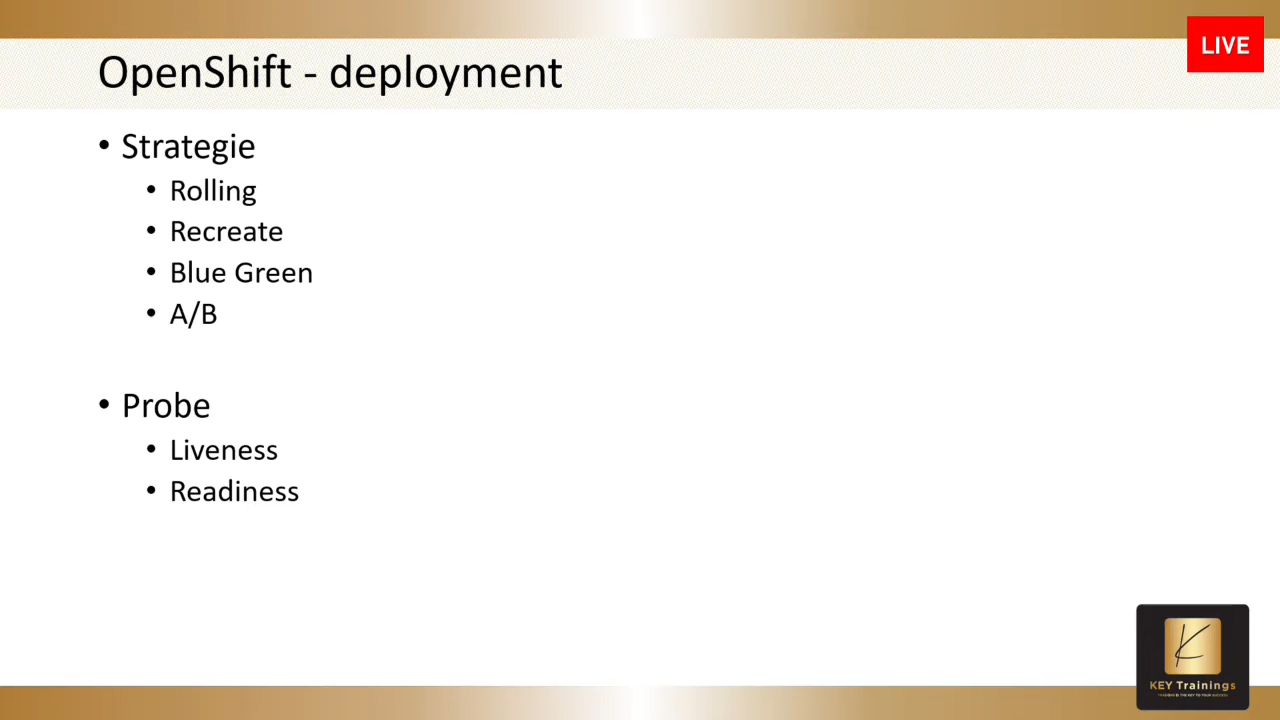 LIVE
OpenShift - deployment
• Strategie
• Rolling
• Recreate
• Blue Green
• A/B
• Probe
• Liveness
• Readiness
KEY Trainings